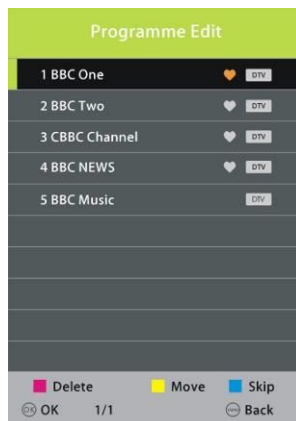 Programme Edit
1 BBC One DTV
2 BBC Two DTV
3 CBBC Channel DTV
4 BBC NEWS DTV
5 BBC Music DTV
Delete Move Skip
OK OK 1/1 Back